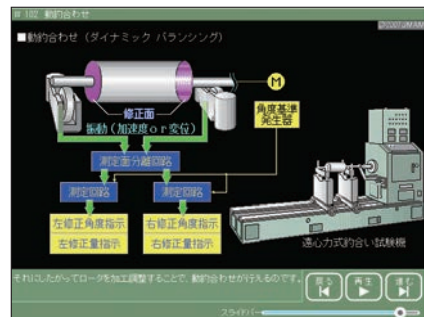 ■ 102 動釣合わせ
■動釣合わせ（ダイナミック バランシング）
M
修正面
振動（加速度ｏｒ変位）
角度基準
発生器
測定面分離回路
測定回路
測定回路
左修正角度指示
左修正量指示
右修正角度指示
右修正量指示
遠心力式釣合い試験機
それにしたがってロータを加工調整することで、動釣合わせが行えるのです。
戻る
再生
進む
スライドバー